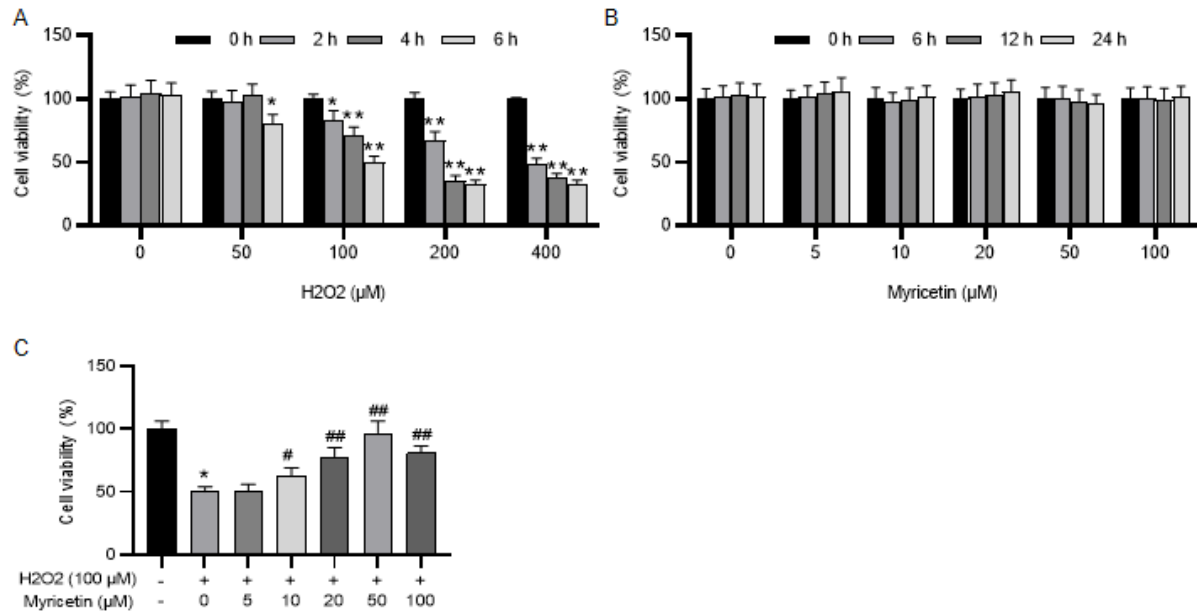 A
150
0 h 2 h 4 h 6 h
Cell viability (%)
100
50
0
*
* ** **
** ** **
** ** **
0 50 100 200 400
H2O2 (µM)
B
150
0 h 6 h 12 h 24 h
Cell viability (%)
100
50
0
0 5 10 20 50 100
Myricetin (µM)
C
150
Cell viability (%)
100
50
0
* # ## ## ##
H2O2 (100 µM) - + + + + + +
Myricetin (µM) - 0 5 10 20 50 100